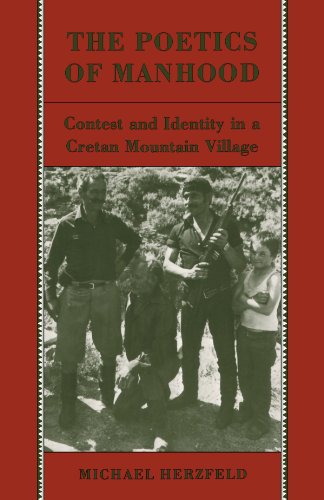 THE POETICS
OF MANHOOD
Contest and Identity in a
Cretan Mountain Village
MICHAEL HERZFELD